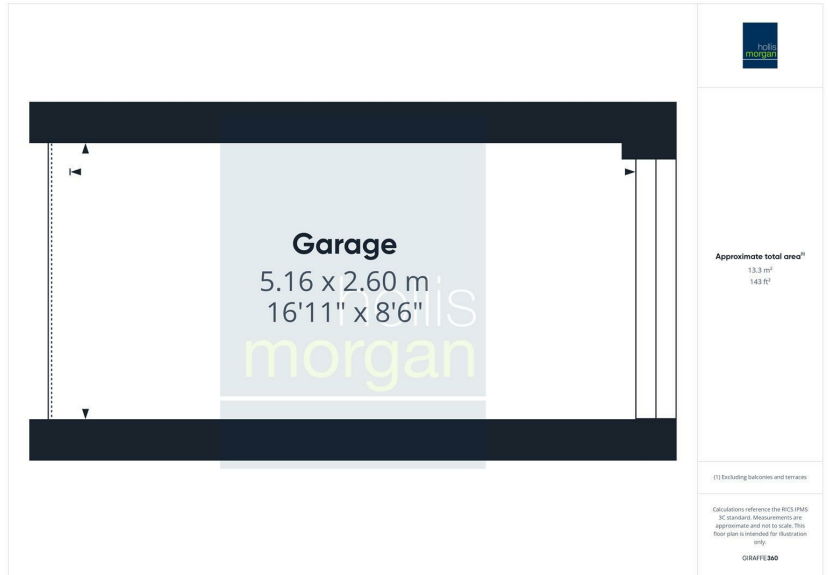 hollis
morgan
Garage
5.16 x 2.60 m
16'11" x 8'6"
hollis
morgan
Approximate total area(1)
13.3 m²
143 ft²
(1) Excluding balconies and terraces
Calculations reference the RICS IPMS
3C standard. Measurements are
approximate and not to scale. This
floor plan is intended for illustration
only.
GIRAFFE360